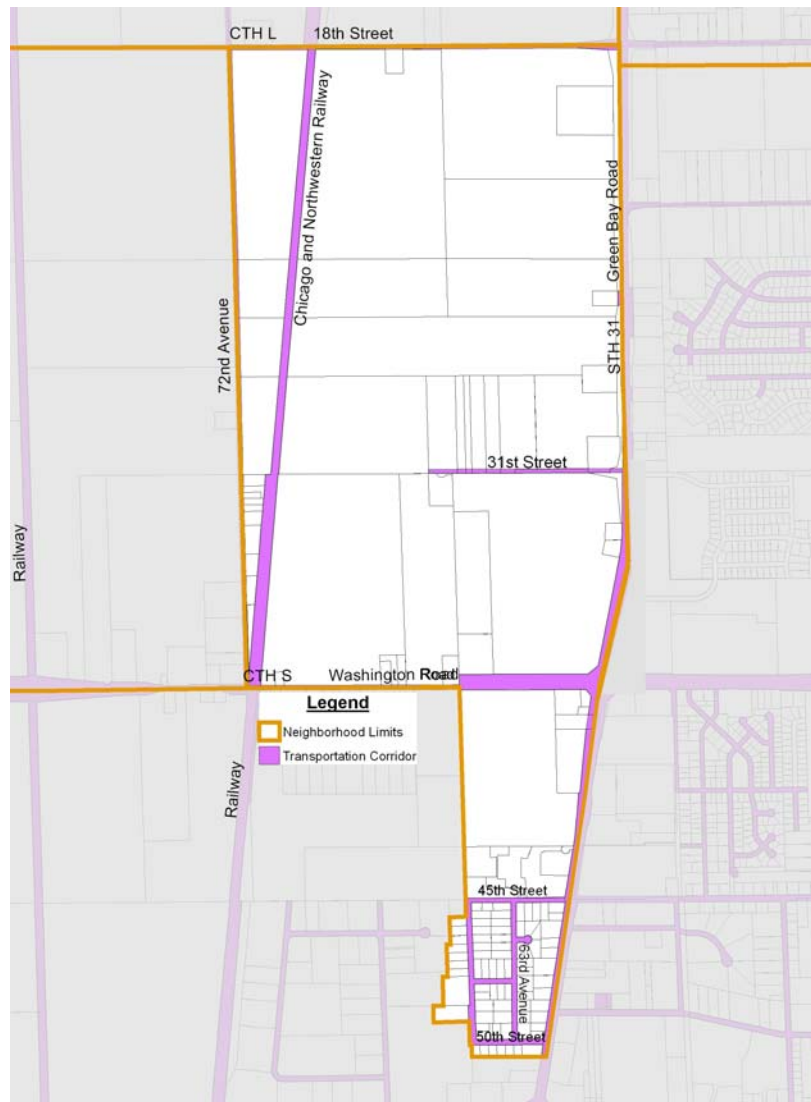 CTH L 18th Street
Chicago and Northwestern Railway
Green Bay Road
72nd Avenue
STH 31
31st Street
Railway
CTH S Washington Road
Legend
Neighborhood Limits
Transportation Corridor
Railway
45th Street
63rd Avenue
50th Street